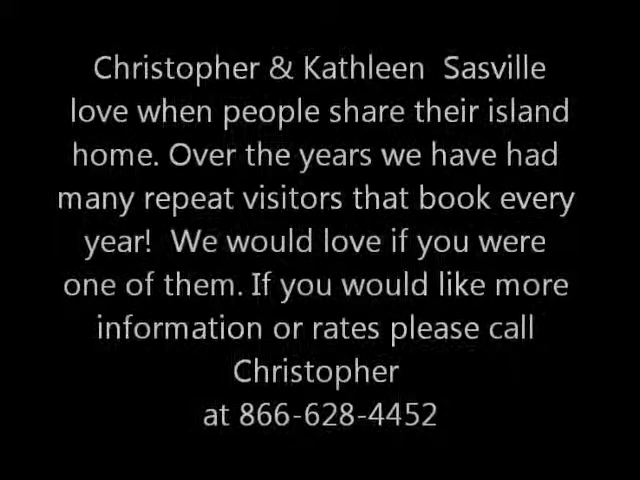 Christopher & Kathleen Sasville
love when people share their island
home. Over the years we have had
many repeat visitors that book every
year! We would love if you were
one of them. If you would like more
information or rates please call
Christopher
at 866-628-4452